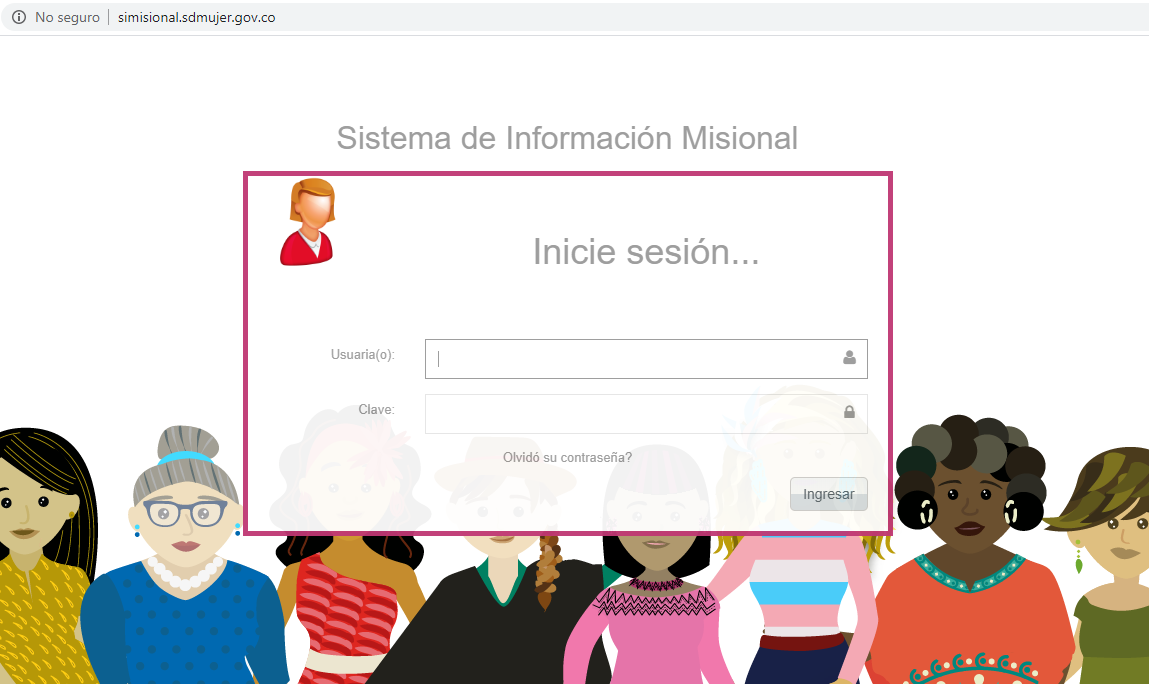 No seguro simisional.sdmujer.gov.co
Sistema de Información Misional
Inicie sesión...
Usuaria(o):
Clave:
Olvidó su contraseña?
Ingresar